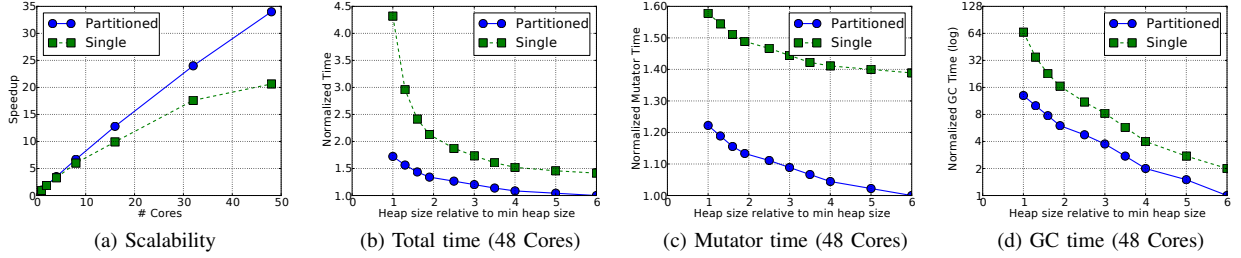 35
30
25
20
15
10
5
0
Speedup
Partitioned
Single
0 10 20 30 40 50
# Cores
(a) Scalability
4.5
4.0
3.5
3.0
2.5
2.0
1.5
1.0
Normalized Time
Partitioned
Single
0 1 2 3 4 5 6
Heap size relative to min heap size
(b) Total time (48 Cores)
1.60
1.50
1.40
1.30
1.20
1.10
1.00
Normalized Mutator Time
Partitioned
Single
0 1 2 3 4 5 6
Heap size relative to min heap size
(c) Mutator time (48 Cores)
128
64
32
16
8
4
2
1
Normalized GC Time (log)
Partitioned
Single
0 1 2 3 4 5 6
Heap size relative to min heap size
(d) GC time (48 Cores)